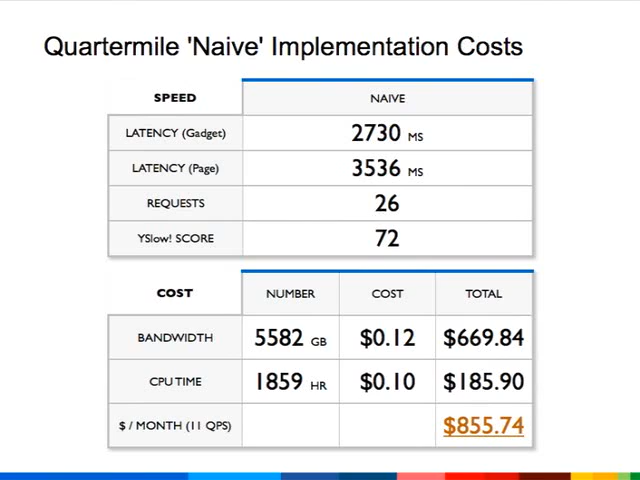 Quartermile 'Naive' Implementation Costs
SPEED NAIVE
LATENCY (Gadget) 2730 MS
LATENCY (Page) 3536 MS
REQUESTS 26
YSlow! SCORE 72
COST NUMBER COST TOTAL
BANDWIDTH 5582 GB $0.12 $669.84
CPU TIME 1859 HR $0.10 $185.90
$ / MONTH (11 QPS) $855.74